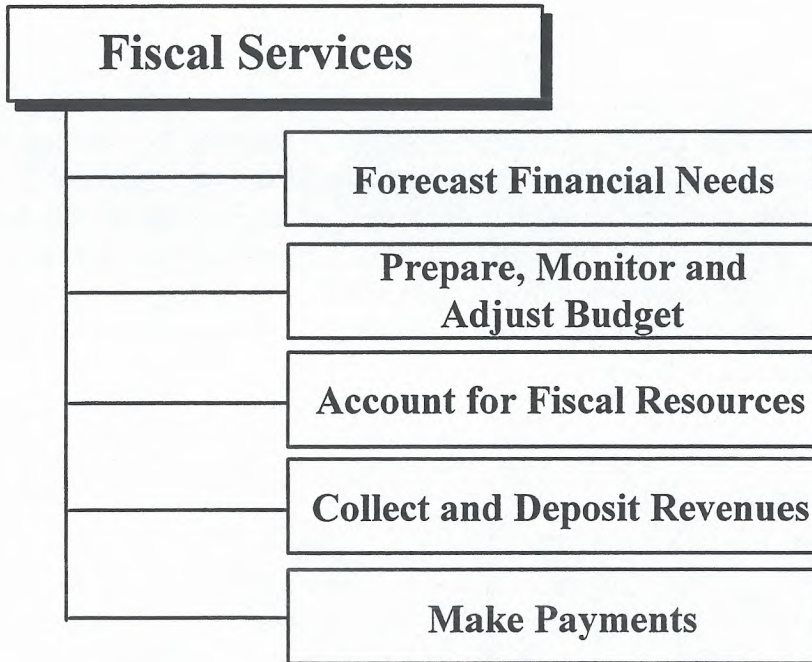 Fiscal Services
Forecast Financial Needs
Prepare, Monitor and
Adjust Budget
Account for Fiscal Resources
Collect and Deposit Revenues
Make Payments